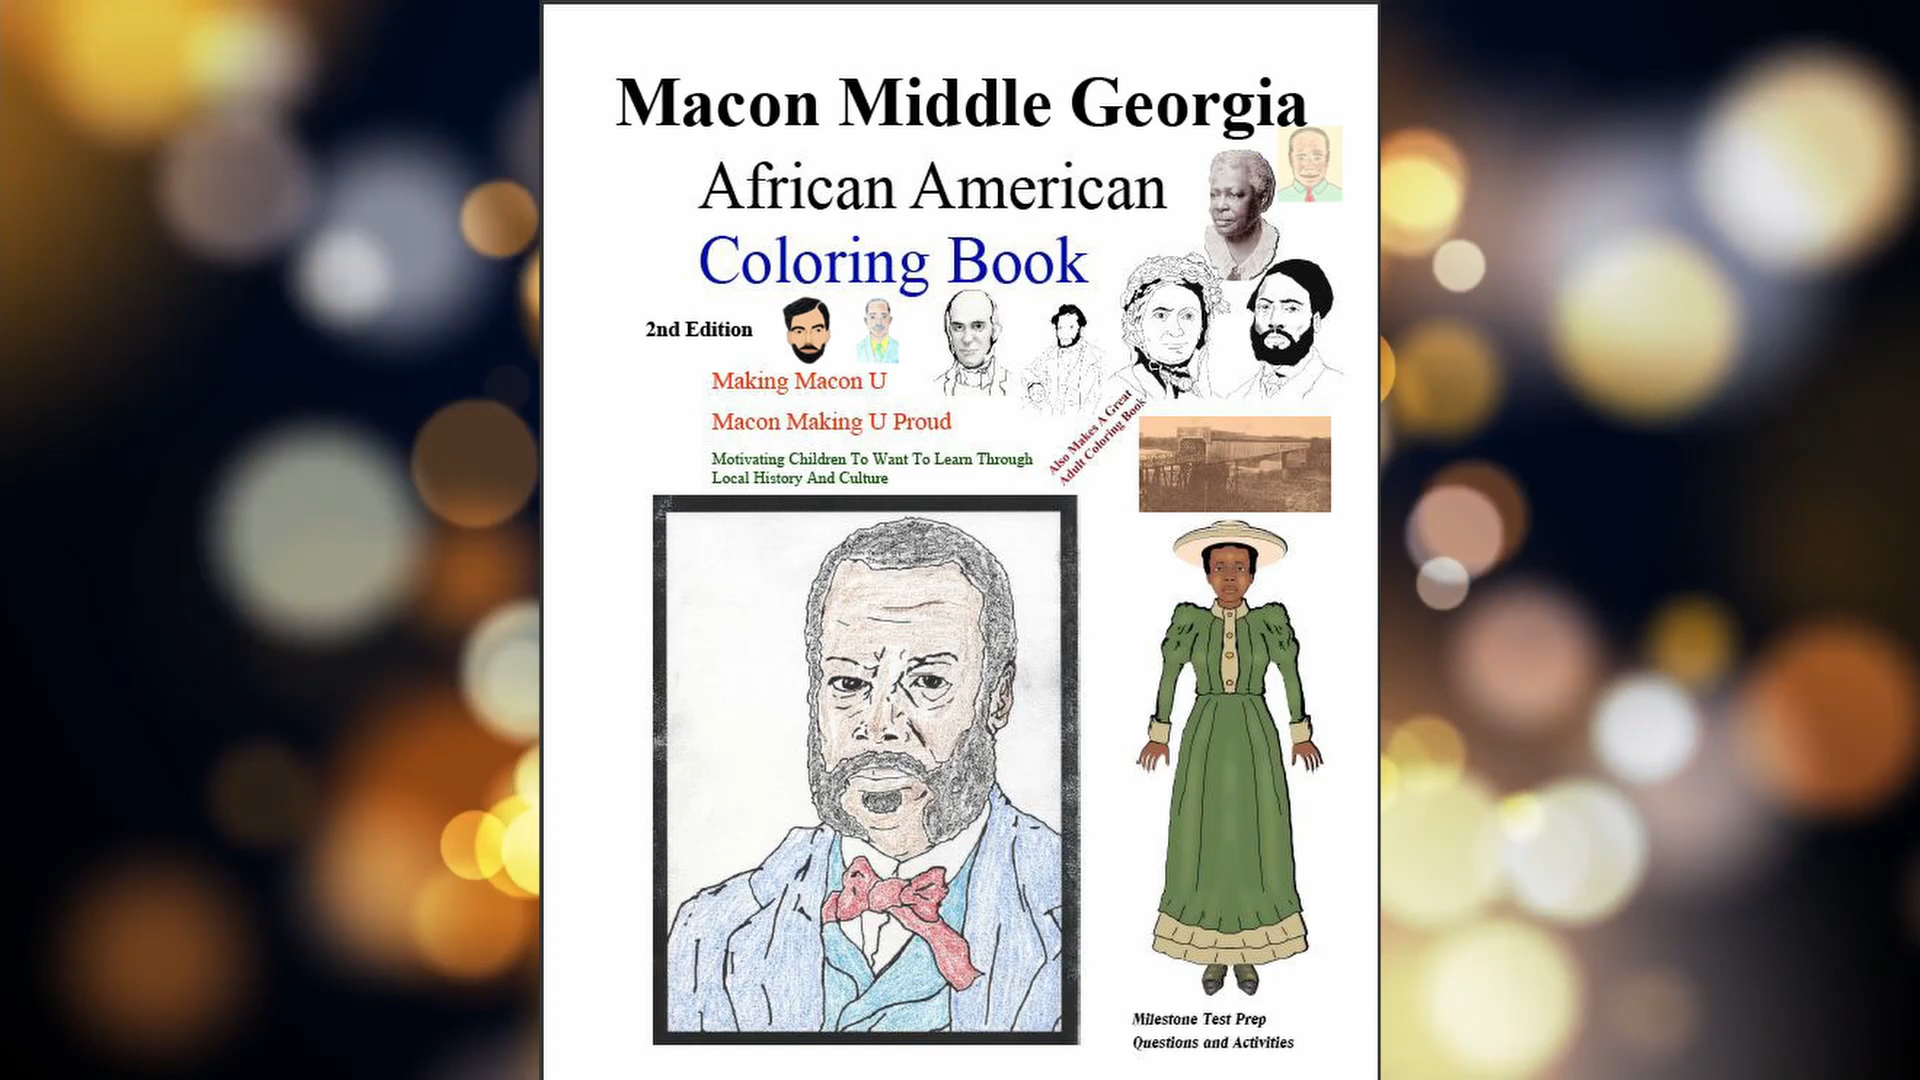 Macon Middle Georgia
African American
Coloring Book
2nd Edition
Making Macon U
Macon Making U Proud
Motivating Children To Want To Learn Through
Local History And Culture
Also Makes A Great
Adult Coloring Book
Milestone Test Prep
Questions and Activities